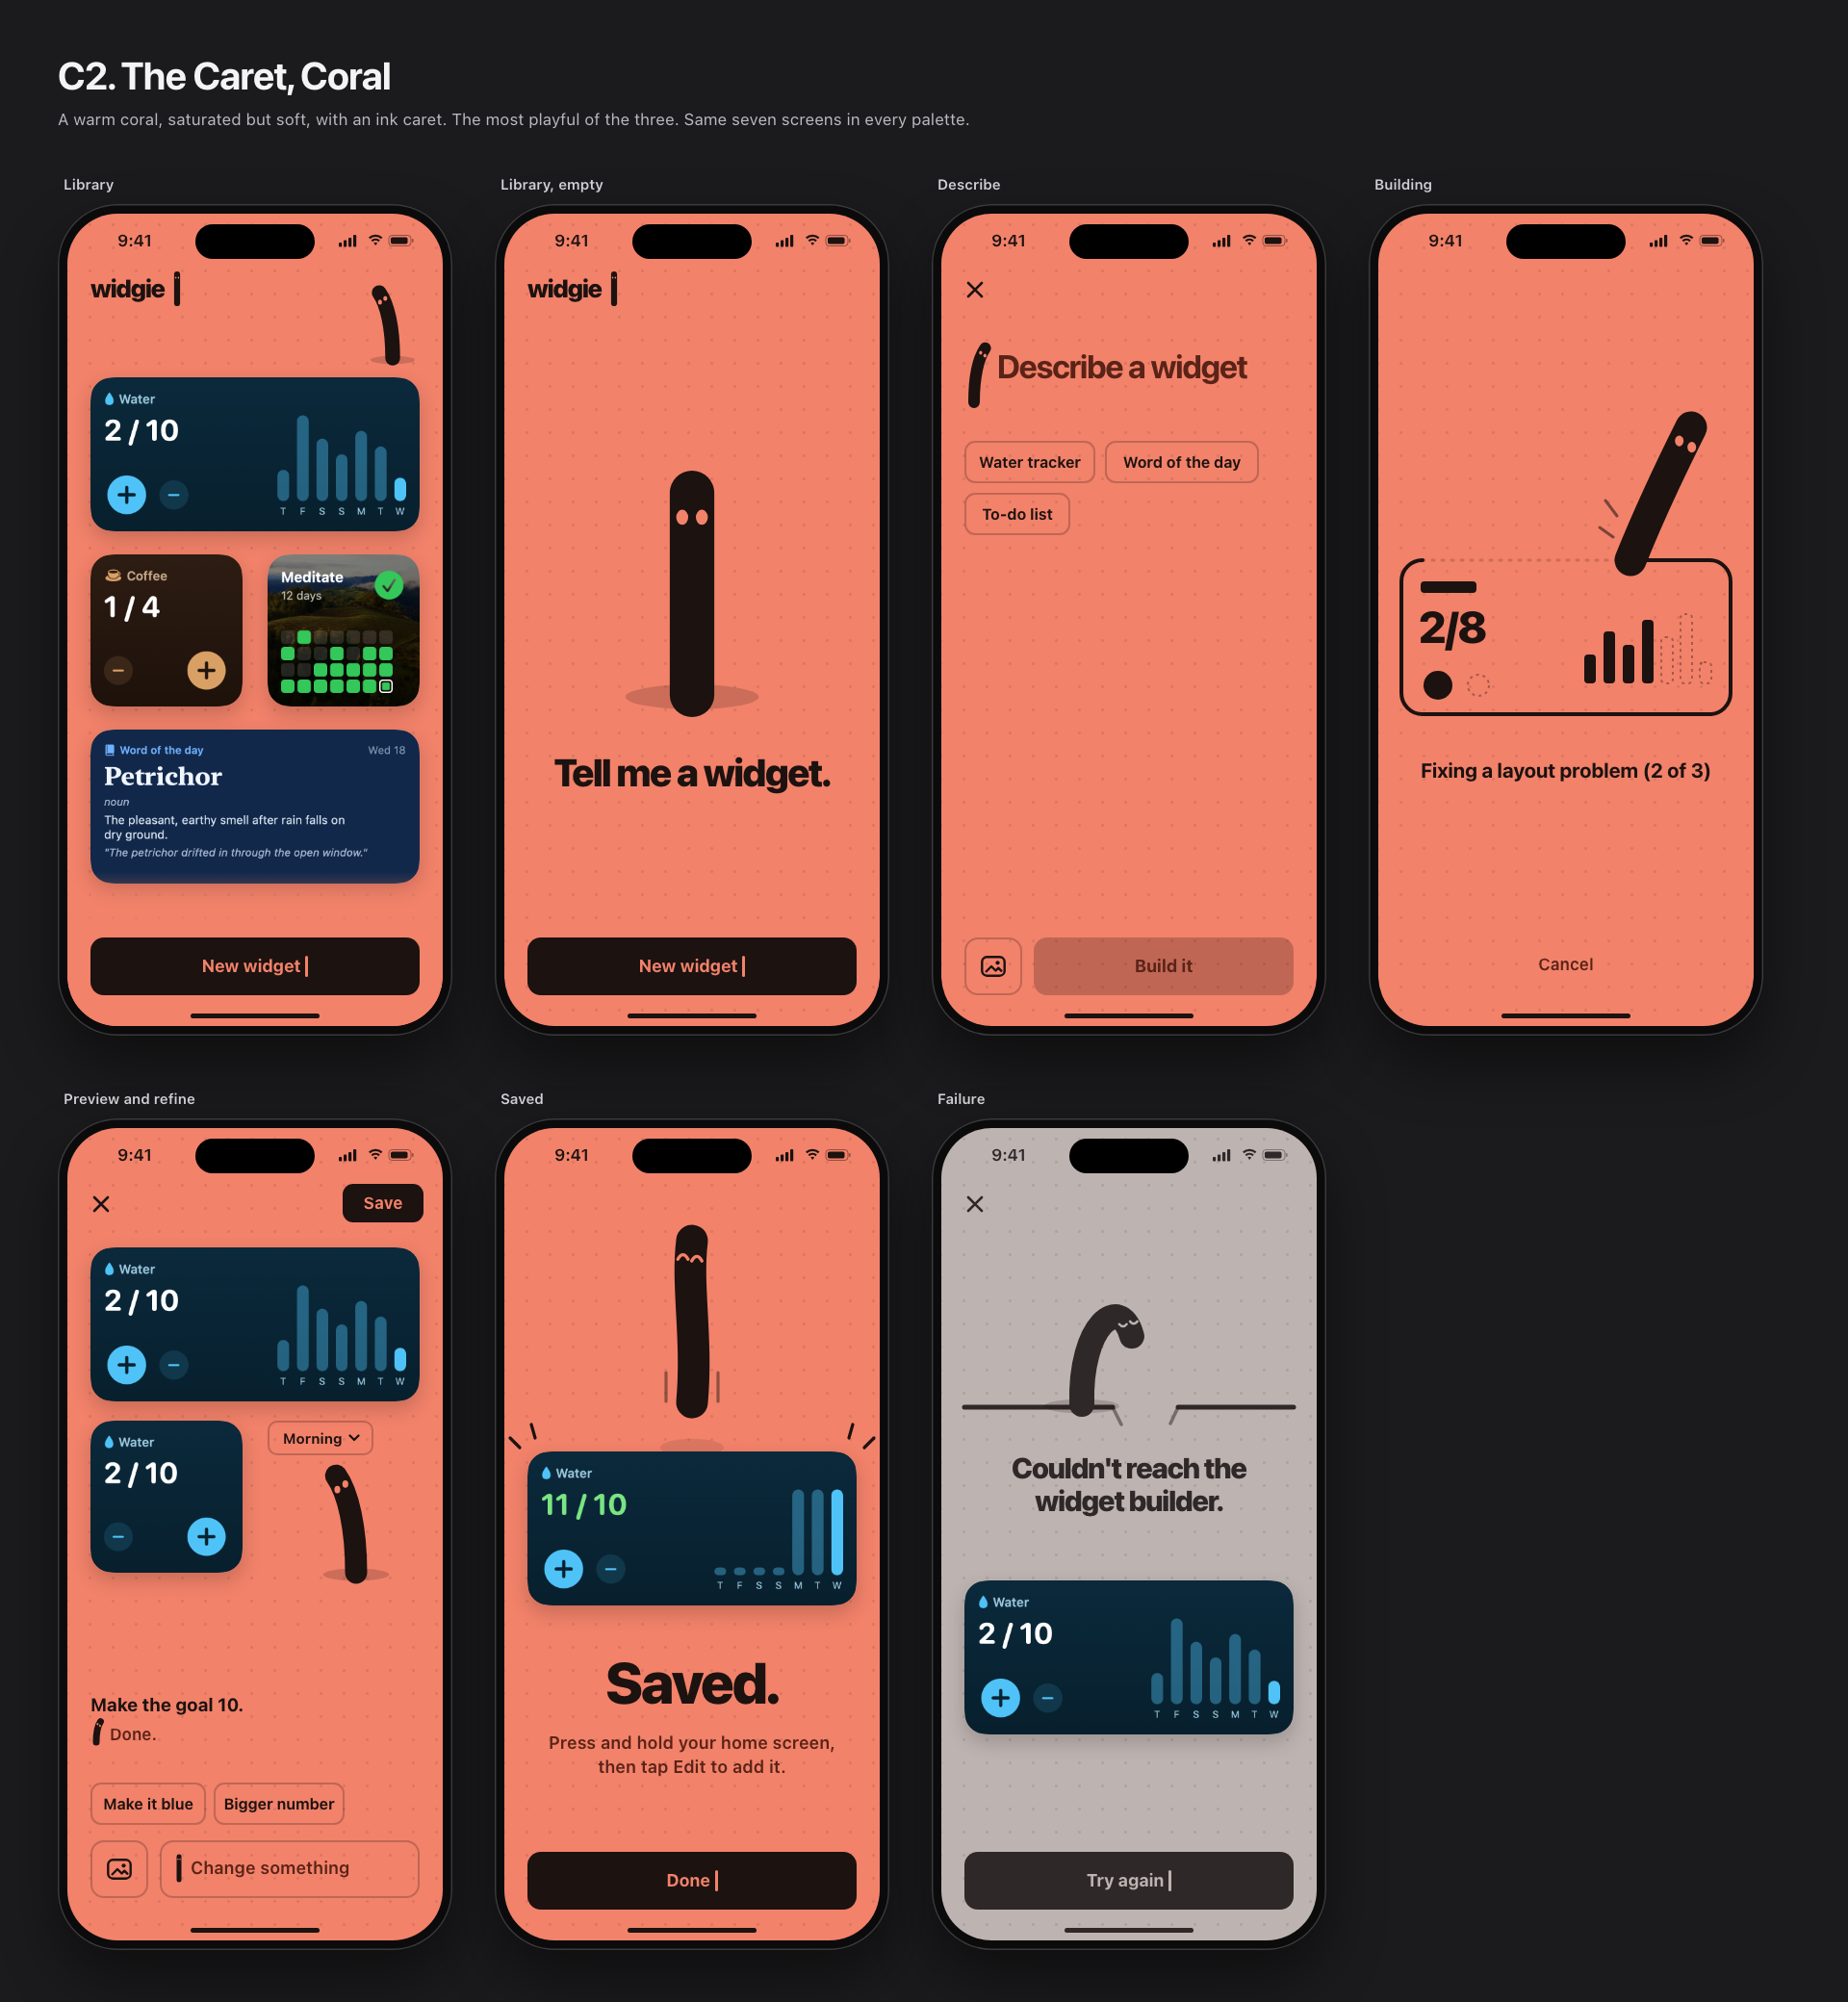 C2. The Caret, Coral
A warm coral, saturated but soft, with an ink caret. The most playful of the three. Same seven screens in every palette.
Library
9:41
widgie
Water
2 / 10
T F S S M T W
Coffee
1 / 4
Meditate
12 days
Word of the day
Wed 18
Petrichor
noun
The pleasant, earthy smell after rain falls on
dry ground.
"The petrichor drifted in through the open window."
New widget
Library, empty
9:41
widgie
Tell me a widget.
New widget
Describe
9:41
Describe a widget
Water tracker
Word of the day
To-do list
Build it
Building
9:41
2/8
Fixing a layout problem (2 of 3)
Cancel
Preview and refine
9:41
Save
Water
2 / 10
T F S S M T W
Water
2 / 10
Morning
Make the goal 10.
Done.
Make it blue
Bigger number
Change something
Saved
9:41
Water
11 / 10
T F S S M T W
Saved.
Press and hold your home screen,
then tap Edit to add it.
Done
Failure
9:41
Couldn't reach the
widget builder.
Water
2 / 10
T F S S M T W
Try again